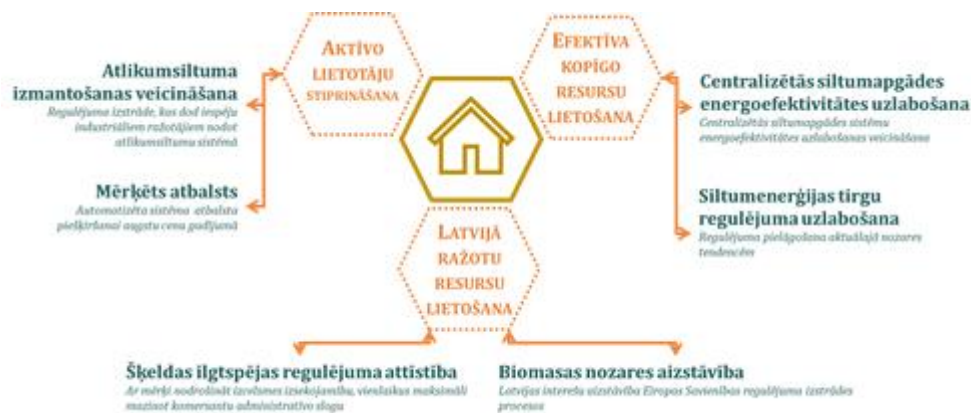 AKTĪVO
LIETOTĀJU
STIPRINĀŠANA
EFEKTĪVA
KOPĪGO
RESURSU
LIETOŠANA
Atlikumsiltuma
izmantošanas veicināšana
Regulējuma izstrāde, kas dod iespēju
industriāliem ražotājiem nodot
atlikumsiltumu sistēmā
Mērķēts atbalsts
Automatizēta sistēma atbalsta
piešķiršanai augstu cenu gadījumā
Centralizētās siltumapgādes
energoefektivitātes uzlabošana
Centralizētās siltumapgādes sistēmu
energoefektivitātes uzlabošanas veicināšana
Siltumenerģijas tirgu
regulējuma uzlabošana
Regulējuma pielāgošana aktuālajā nozares
tendencēm
LATVIJĀ
RAŽOTU
RESURSU
LIETOŠANA
Šķeldas ilgtspējas regulējuma attīstība
Ar mērķi nodrošināt izcelsmes izsekojamību, vienlaikus maksimāli
mazinot komersantu administratīvo slogu
Biomasas nozares aizstāvība
Latvijas interešu aizstāvība Eiropas Savienības regulējuma izstrādes
procesos